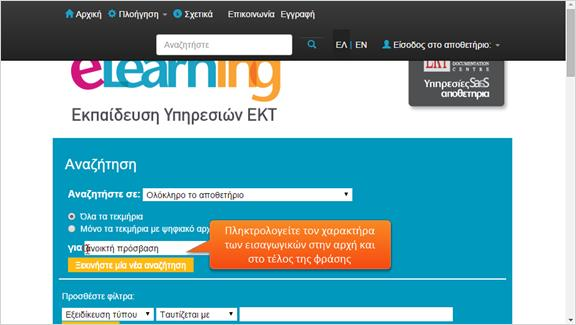 Αρχική Πλοήγηση Σχετικά Επικοινωνία Εγγραφή
Αναζητήστε ΕΛ | EN Είσοδος στο αποθετήριο:
eLearning
EKT DOCUMENTATION CENTRE
Υπηρεσίες SaaS
αποθετήρια
Εκπαίδευση Υπηρεσιών ΕΚΤ
Αναζήτηση
Αναζητήστε σε: Ολόκληρο το αποθετήριο
Όλα τα τεκμήρια
Μόνο τα τεκμήρια με ψηφιακό
για ανοικτή πρόσβαση
Πληκτρολογείτε τον χαρακτήρα
των εισαγωγικών στην αρχή και
στο τέλος της φράσης
Ξεκινήστε μία νέα αναζήτηση
Προσθέστε φίλτρα:
Εξειδίκευση τύπου Ταυτίζεται με